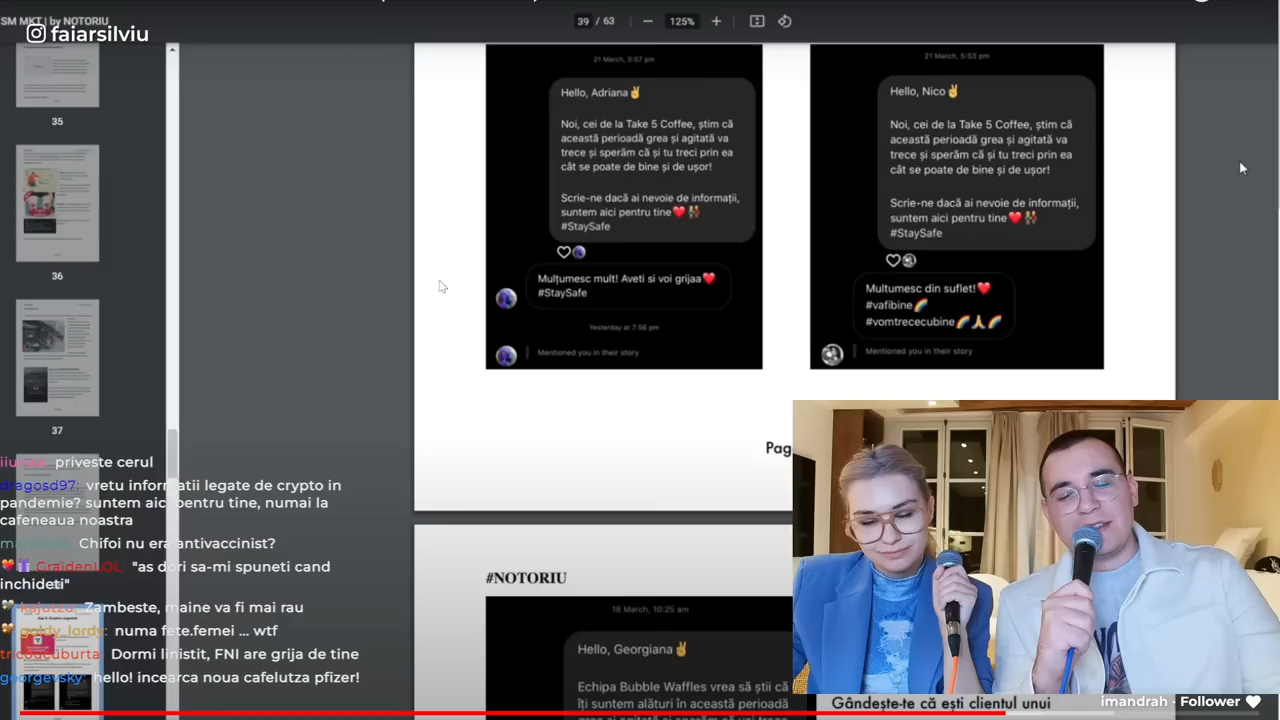 SM MKT | by NOTORIU
faiarsilviu
39 / 63
125%
35
36
37
21 March, 5:57 pm
Hello, Adriana✌
Noi, cei de la Take 5 Coffee, știm că
această perioadă grea și agitată va
trece și sperăm că și tu treci prin ea
cât se poate de bine și de ușor!
Scrie-ne dacă ai nevoie de informații,
suntem aici pentru tine❤️👫
#StaySafe
Mulțumesc mult! Aveti si voi grijaa❤️
#StaySafe
Yesterday at 7:56 pm
Mentioned you in their story
21 March, 5:53 pm
Hello, Nico✌
Noi, cei de la Take 5 Coffee, știm că
această perioadă grea și agitată va
trece și sperăm că și tu treci prin ea
cât se poate de bine și de ușor!
Scrie-ne dacă ai nevoie de informații,
suntem aici pentru tine❤️👫
#StaySafe
Multumesc din suflet!❤️
#vafibine🌈
#vomtrececubine🌈🙏🌈
Mentioned you in their story
Pag
#NOTORIU
18 March, 10:25 am
Hello, Georgiana✌
Echipa Bubble Waffles vrea să știi că
îți suntem alături în această perioadă
Gândește-te că ești clientul unui
priveste cerul
dragosd97: vretu informatii legate de crypto in
pandemie? suntem aici pentru tine, numai la
cafeneaua noastra
Chifoi nu era antivaccinist?
GraidenLOL: "as dori sa-mi spuneti cand
inchideti"
kajutzu: Zambeste, maine va fi mai rau
goldy_lordy: numa fete.femei ... wtf
tricoucuburta: Dormi linistit, FNI are grija de tine
georgevsky: hello! incearca noua cafelutza pfizer!
imandrah · Follower